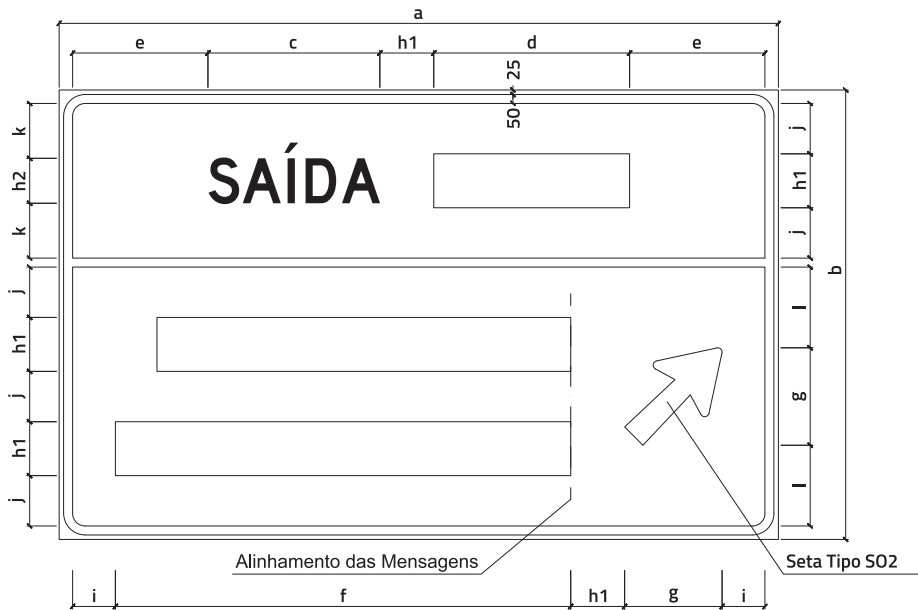 a
e c h1 d e
25
50
k
h2
k
j
h1
j
SAÍDA
b
j
h1
j
h1
j
l
g
l
Alinhamento das Mensagens
Seta Tipo SO2
i f h1 g i